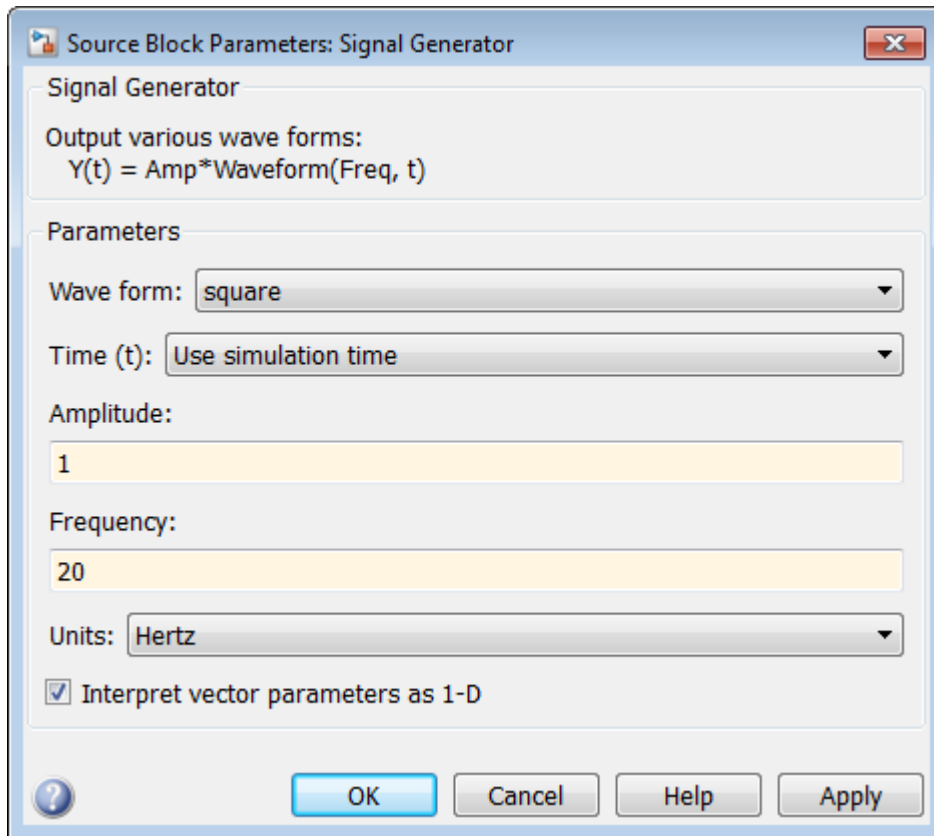 Source Block Parameters: Signal Generator
Signal Generator
Output various wave forms:
Y(t) = Amp*Waveform(Freq, t)
Parameters
Wave form: square
Time (t): Use simulation time
Amplitude:
1
Frequency:
20
Units: Hertz
Interpret vector parameters as 1-D
? OK Cancel Help Apply